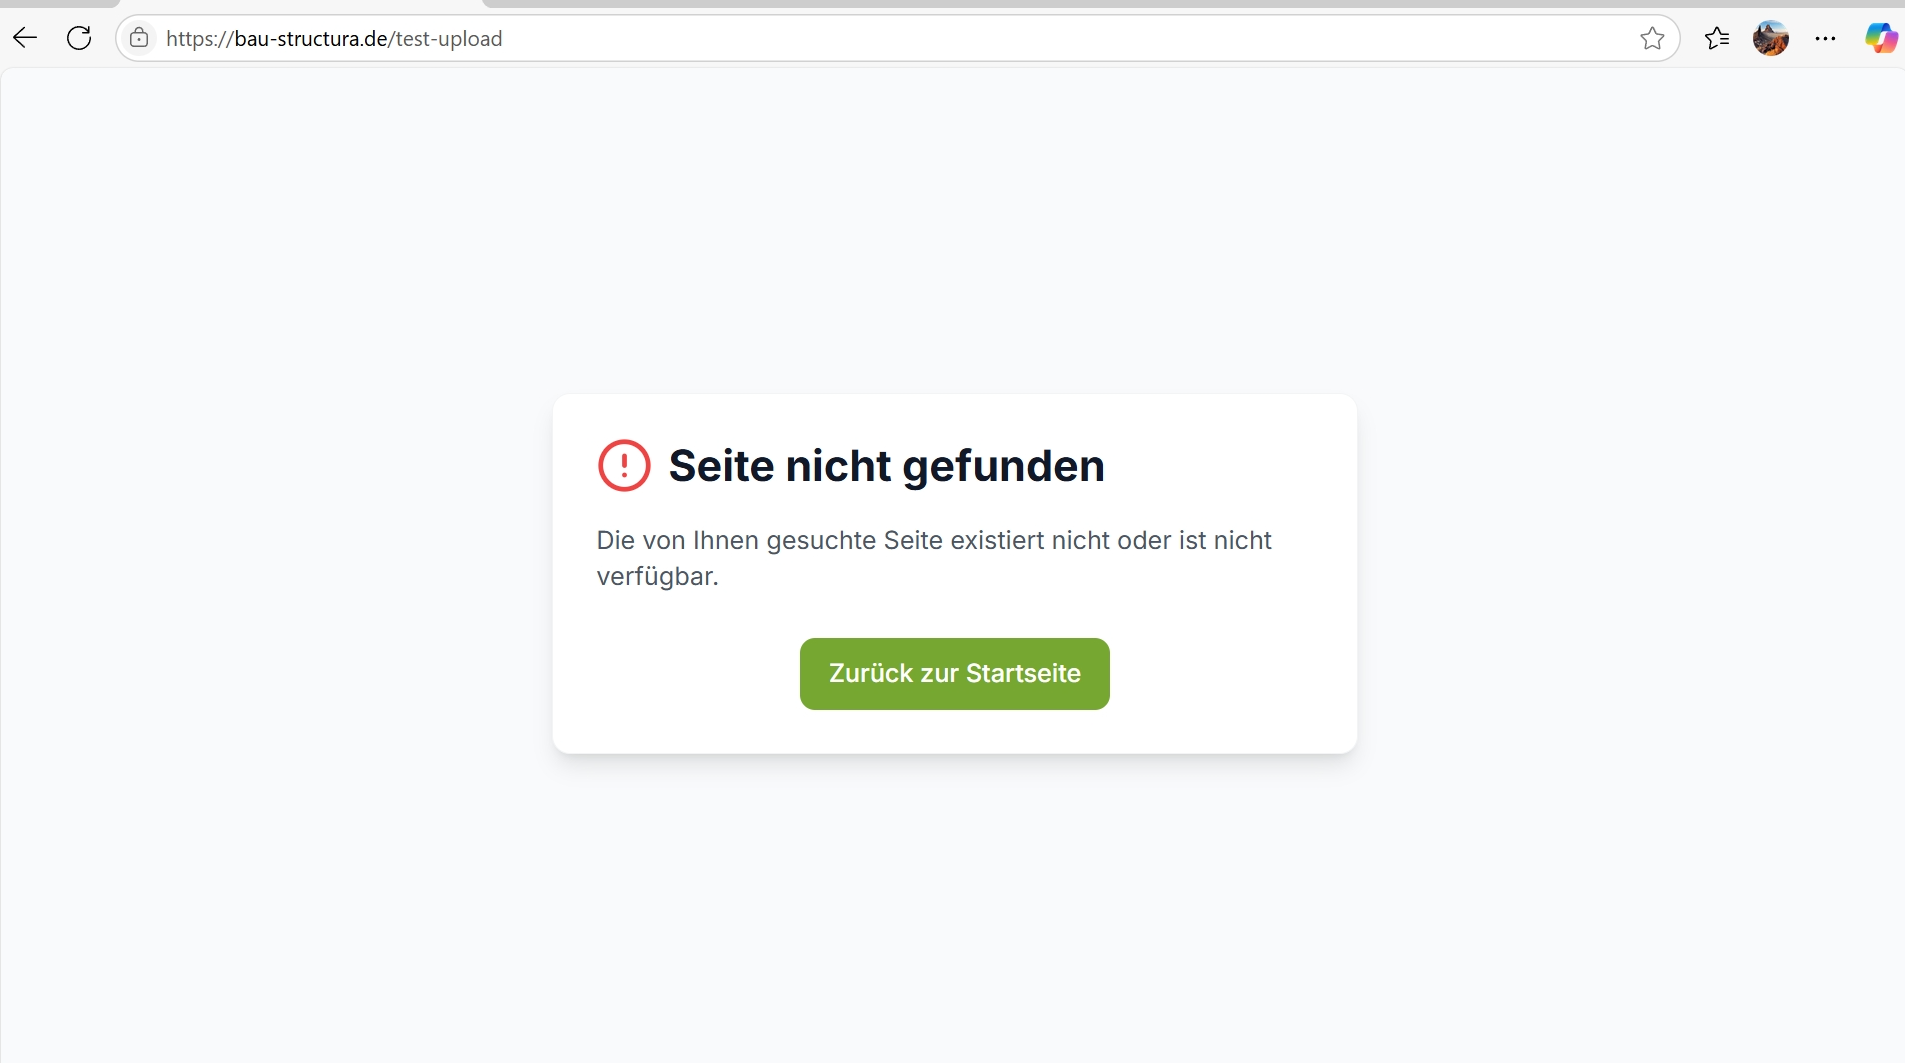 https://bau-structura.de/test-upload
Seite nicht gefunden
Die von Ihnen gesuchte Seite existiert nicht oder ist nicht
verfügbar.
Zurück zur Startseite